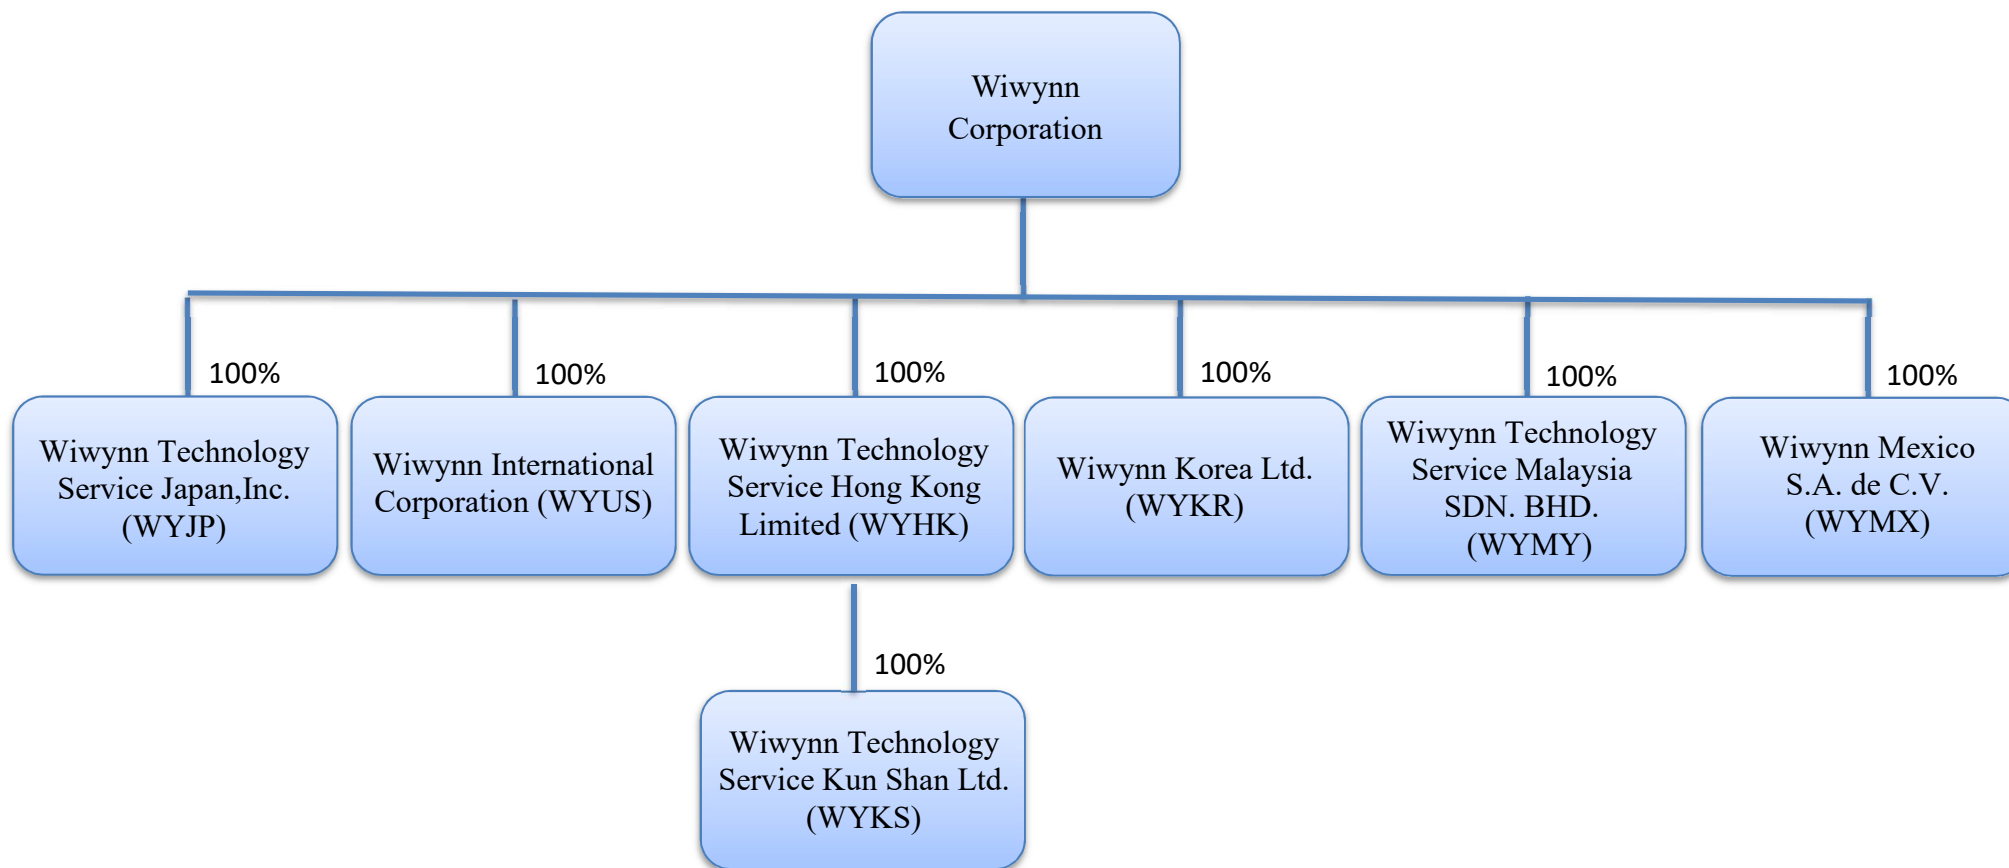 Wiwynn
Corporation
100%
100%
100%
100%
100%
100%
Wiwynn Technology
Service Japan,Inc.
(WYJP)
Wiwynn International
Corporation (WYUS)
Wiwynn Technology
Service Hong Kong
Limited (WYHK)
Wiwynn Korea Ltd.
(WYKR)
Wiwynn Technology
Service Malaysia
SDN. BHD.
(WYMY)
Wiwynn Mexico
S.A. de C.V.
(WYMX)
100%
Wiwynn Technology
Service Kun Shan Ltd.
(WYKS)